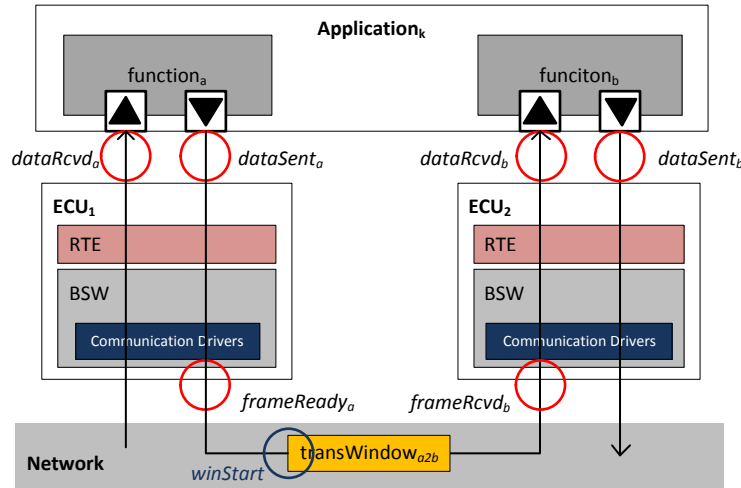 Application_k
function_a
funciton_b
dataRcvd_a
dataSent_a
dataRcvd_b
dataSent_b
ECU_1
ECU_2
RTE
RTE
BSW
BSW
Communication Drivers
Communication Drivers
frameReady_a
frameRcvd_b
transWindow_a2b
Network
winStart